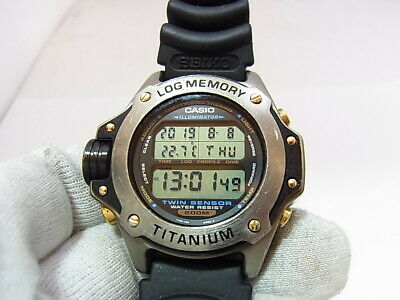 SEIKO
LOG MEMORY
CASIO
ILLUMINATOR
2019 8-8
22.7°C THU
TIME LOG PROFILE DIVE
13:01 49
TWIN SENSOR
WATER RESIST
200M
TITANIUM